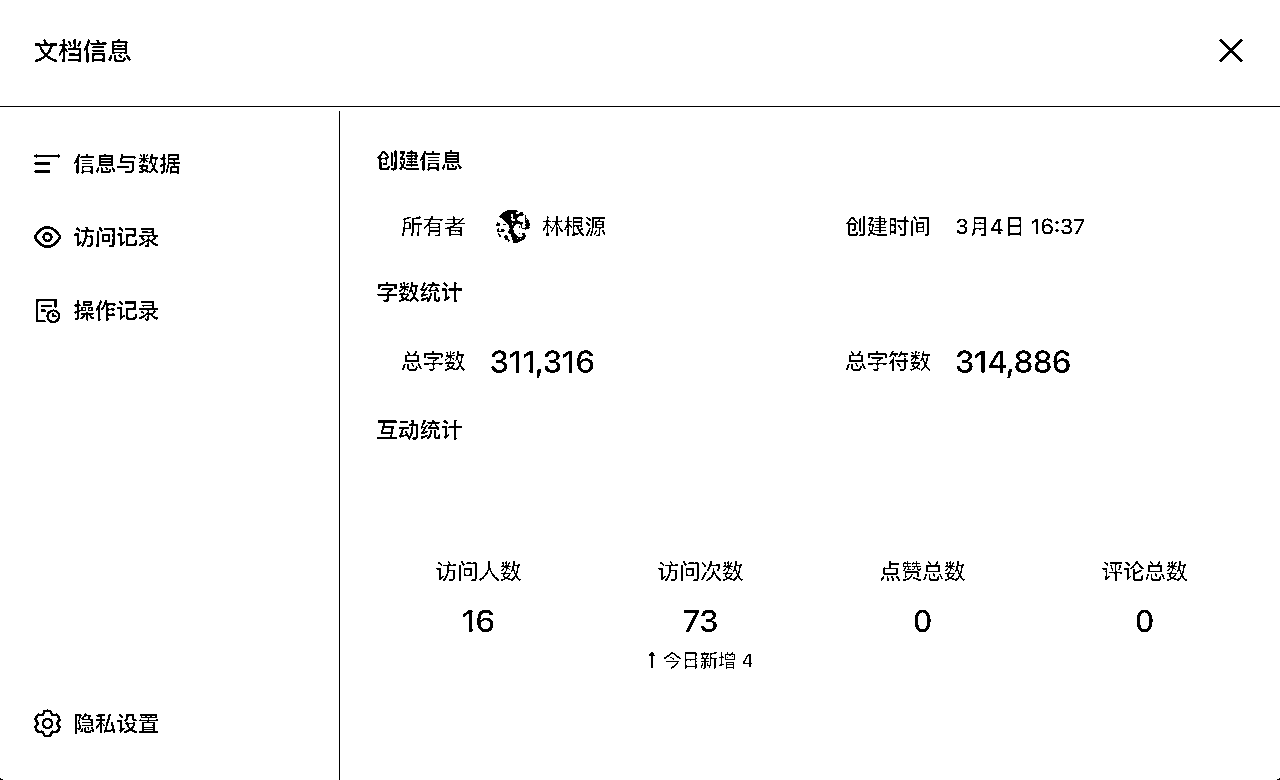 文档信息
信息与数据
访问记录
操作记录
隐私设置
创建信息
所有者 林根源 创建时间 3月4日 16:37
字数统计
总字数 311,316 总字符数 314,886
互动统计
访问人数 访问次数 点赞总数 评论总数
16 73 0 0
↑ 今日新增 4